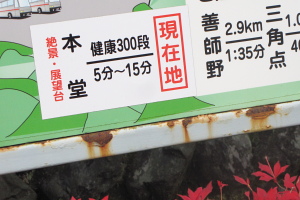 絶景・展望台
本堂
健康300段
5分〜15分
現在地
善師野
2.9km
1:35分
三角点